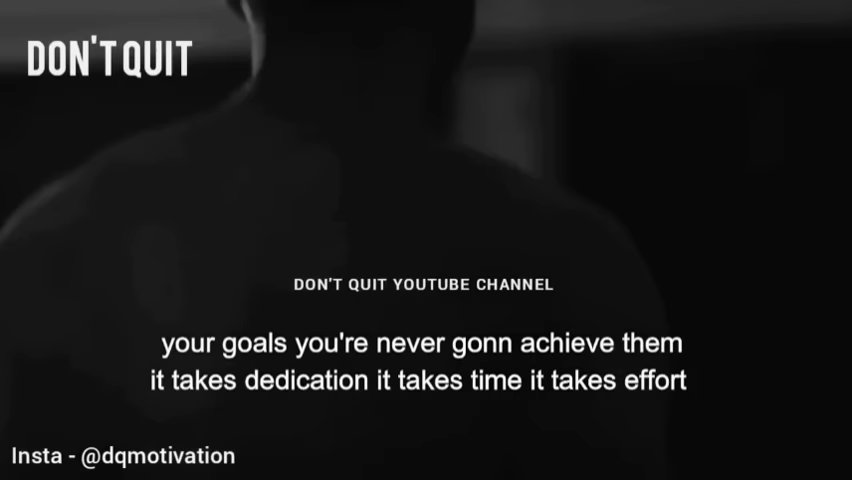 DON'T QUIT
DON'T QUIT YOUTUBE CHANNEL
your goals you're never gonn achieve them
it takes dedication it takes time it takes effort
Insta - @dqmotivation